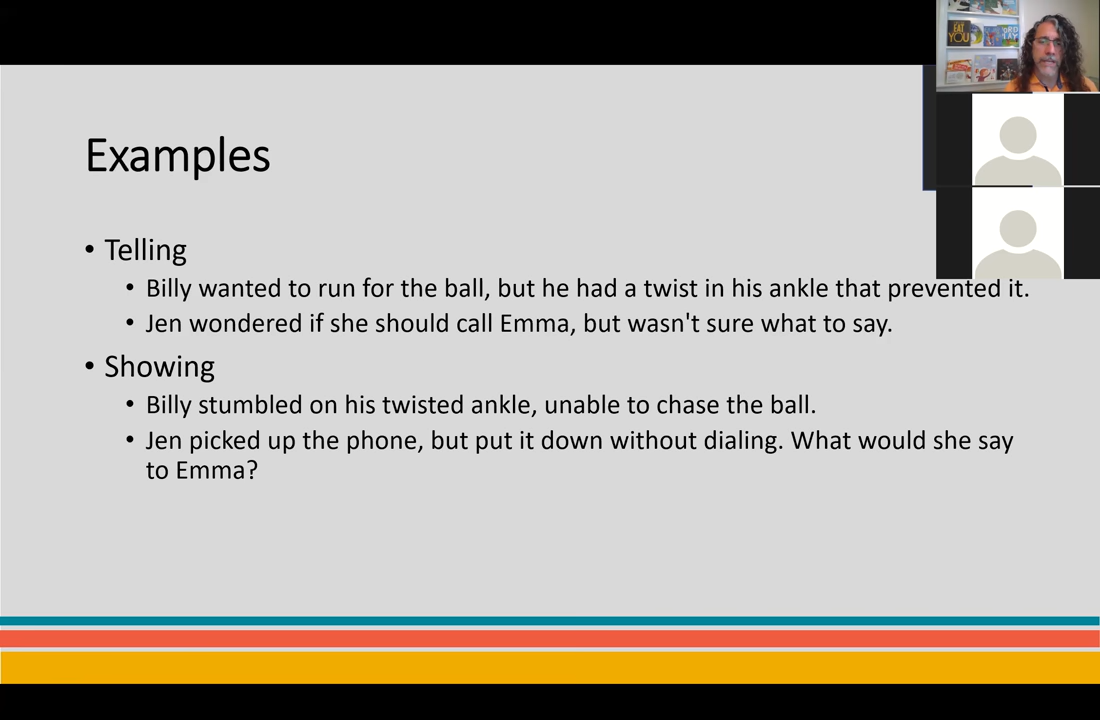 Examples
• Telling
• Billy wanted to run for the ball, but he had a twist in his ankle that prevented it.
• Jen wondered if she should call Emma, but wasn't sure what to say.
• Showing
• Billy stumbled on his twisted ankle, unable to chase the ball.
• Jen picked up the phone, but put it down without dialing. What would she say
to Emma?
EAT
YOU